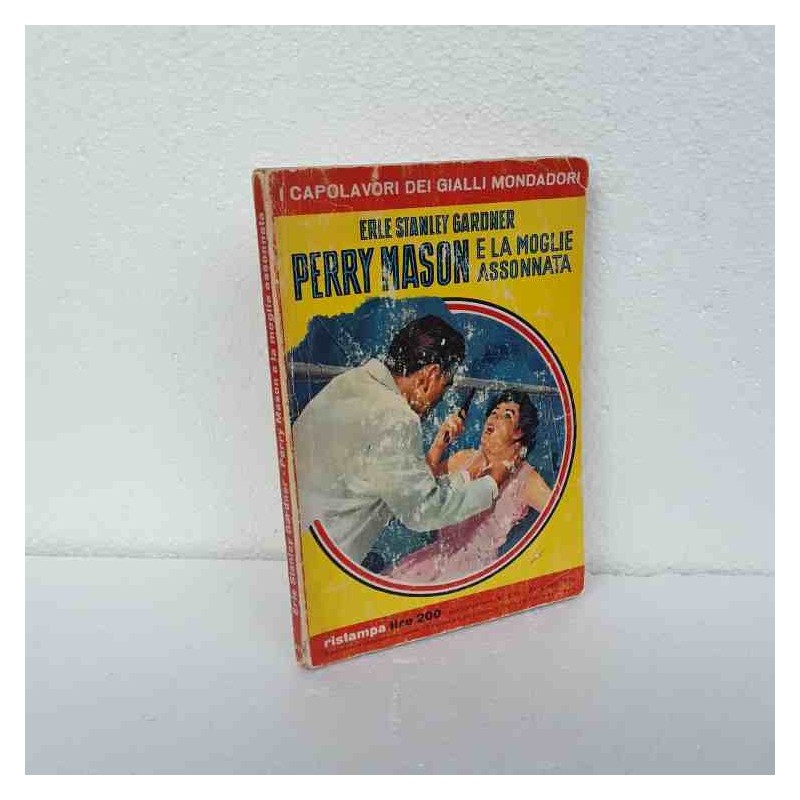 I CAPOLAVORI DEI GIALLI MONDADORI
ERLE STANLEY GARDNER
PERRY MASON E LA MOGLIE
ASSONNATA
ristampa lire 200
Erle Stanley Gardner - Perry Mason e la moglie assonnata